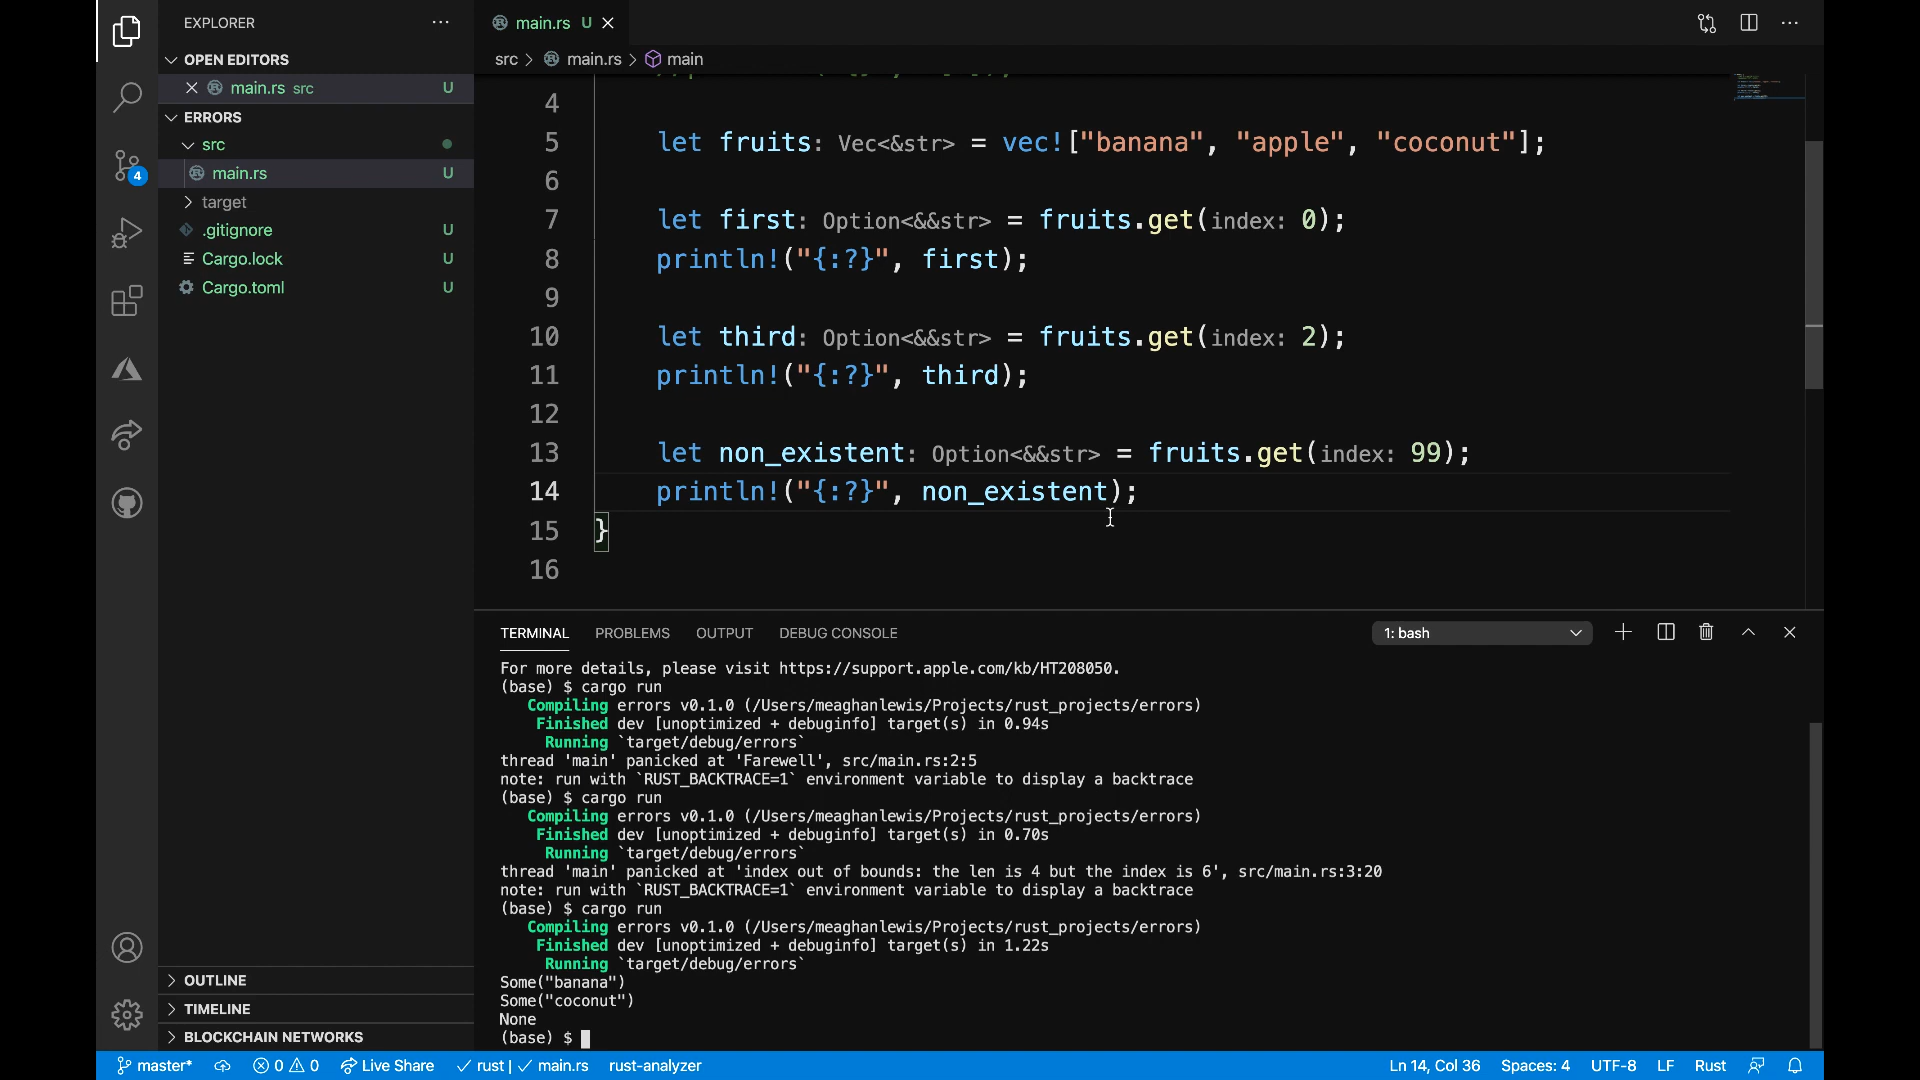 EXPLORER
main.rs U
OPEN EDITORS
src > main.rs > main
main.rs src U
ERRORS
src
main.rs U
target
.gitignore U
Cargo.lock U
Cargo.toml U
4
5 let fruits: Vec<&str> = vec!["banana", "apple", "coconut"];
6
7 let first: Option<&&str> = fruits.get(index: 0);
8 println!("{:?}", first);
9
10 let third: Option<&&str> = fruits.get(index: 2);
11 println!("{:?}", third);
12
13 let non_existent: Option<&&str> = fruits.get(index: 99);
14 println!("{:?}", non_existent);
15 }
16
4
TERMINAL PROBLEMS OUTPUT DEBUG CONSOLE 1: bash
For more details, please visit https://support.apple.com/kb/HT208050.
(base) $ cargo run
Compiling errors v0.1.0 (/Users/meaghanlewis/Projects/rust_projects/errors)
Finished dev [unoptimized + debuginfo] target(s) in 0.94s
Running `target/debug/errors`
thread 'main' panicked at 'Farewell', src/main.rs:2:5
note: run with `RUST_BACKTRACE=1` environment variable to display a backtrace
(base) $ cargo run
Compiling errors v0.1.0 (/Users/meaghanlewis/Projects/rust_projects/errors)
Finished dev [unoptimized + debuginfo] target(s) in 0.70s
Running `target/debug/errors`
thread 'main' panicked at 'index out of bounds: the len is 4 but the index is 6', src/main.rs:3:20
note: run with `RUST_BACKTRACE=1` environment variable to display a backtrace
(base) $ cargo run
Compiling errors v0.1.0 (/Users/meaghanlewis/Projects/rust_projects/errors)
Finished dev [unoptimized + debuginfo] target(s) in 1.22s
Running `target/debug/errors`
Some("banana")
Some("coconut")
None
(base) $
OUTLINE
TIMELINE
BLOCKCHAIN NETWORKS
master* 0 0 Live Share rust | main.rs rust-analyzer Ln 14, Col 36 Spaces: 4 UTF-8 LF Rust